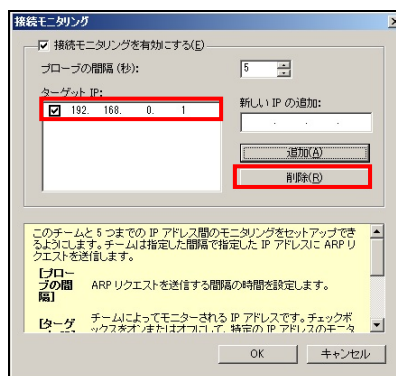 接続モニタリング
接続モニタリングを有効にする(E)
プローブの間隔 (秒):
5
ターゲット IP:
192. 168. 0. 1
新しい IP の追加:
. . .
追加(A)
削除(R)
このチームと 5 つまでの IP アドレス間のモニタリングをセットアップでき
るようにします。チームは指定した間隔で指定した IP アドレスに ARP リ
クエストを送信します。
[プロー
ブの間 ARP リクエストを送信する間隔の時間を設定します。
隔]
[ターゲ チームによってモニターされる IP アドレスです。チェックボ
ックスをオンまたはオフにして、特定の IP アドレスのモニタ
OK
キャンセル